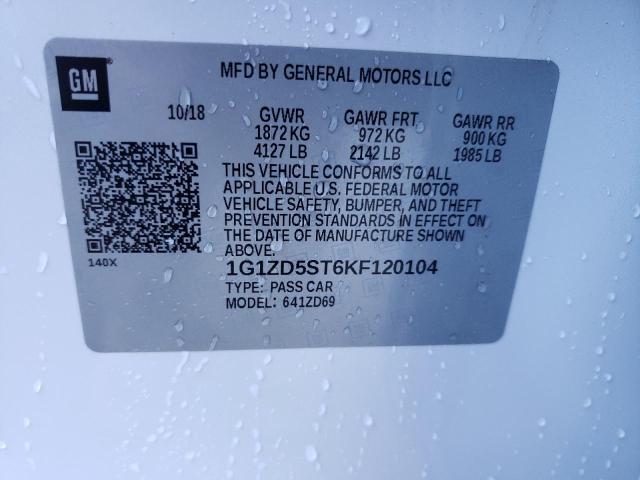 GM
MFD BY GENERAL MOTORS LLC
10/18 GVWR GAWR FRT GAWR RR
1872 KG 972 KG 900 KG
4127 LB 2142 LB 1985 LB
THIS VEHICLE CONFORMS TO ALL
APPLICABLE U.S. FEDERAL MOTOR
VEHICLE SAFETY, BUMPER, AND THEFT
PREVENTION STANDARDS IN EFFECT ON
THE DATE OF MANUFACTURE SHOWN
ABOVE.
140X
1G1ZD5ST6KF120104
TYPE: PASS CAR
MODEL: 641ZD69